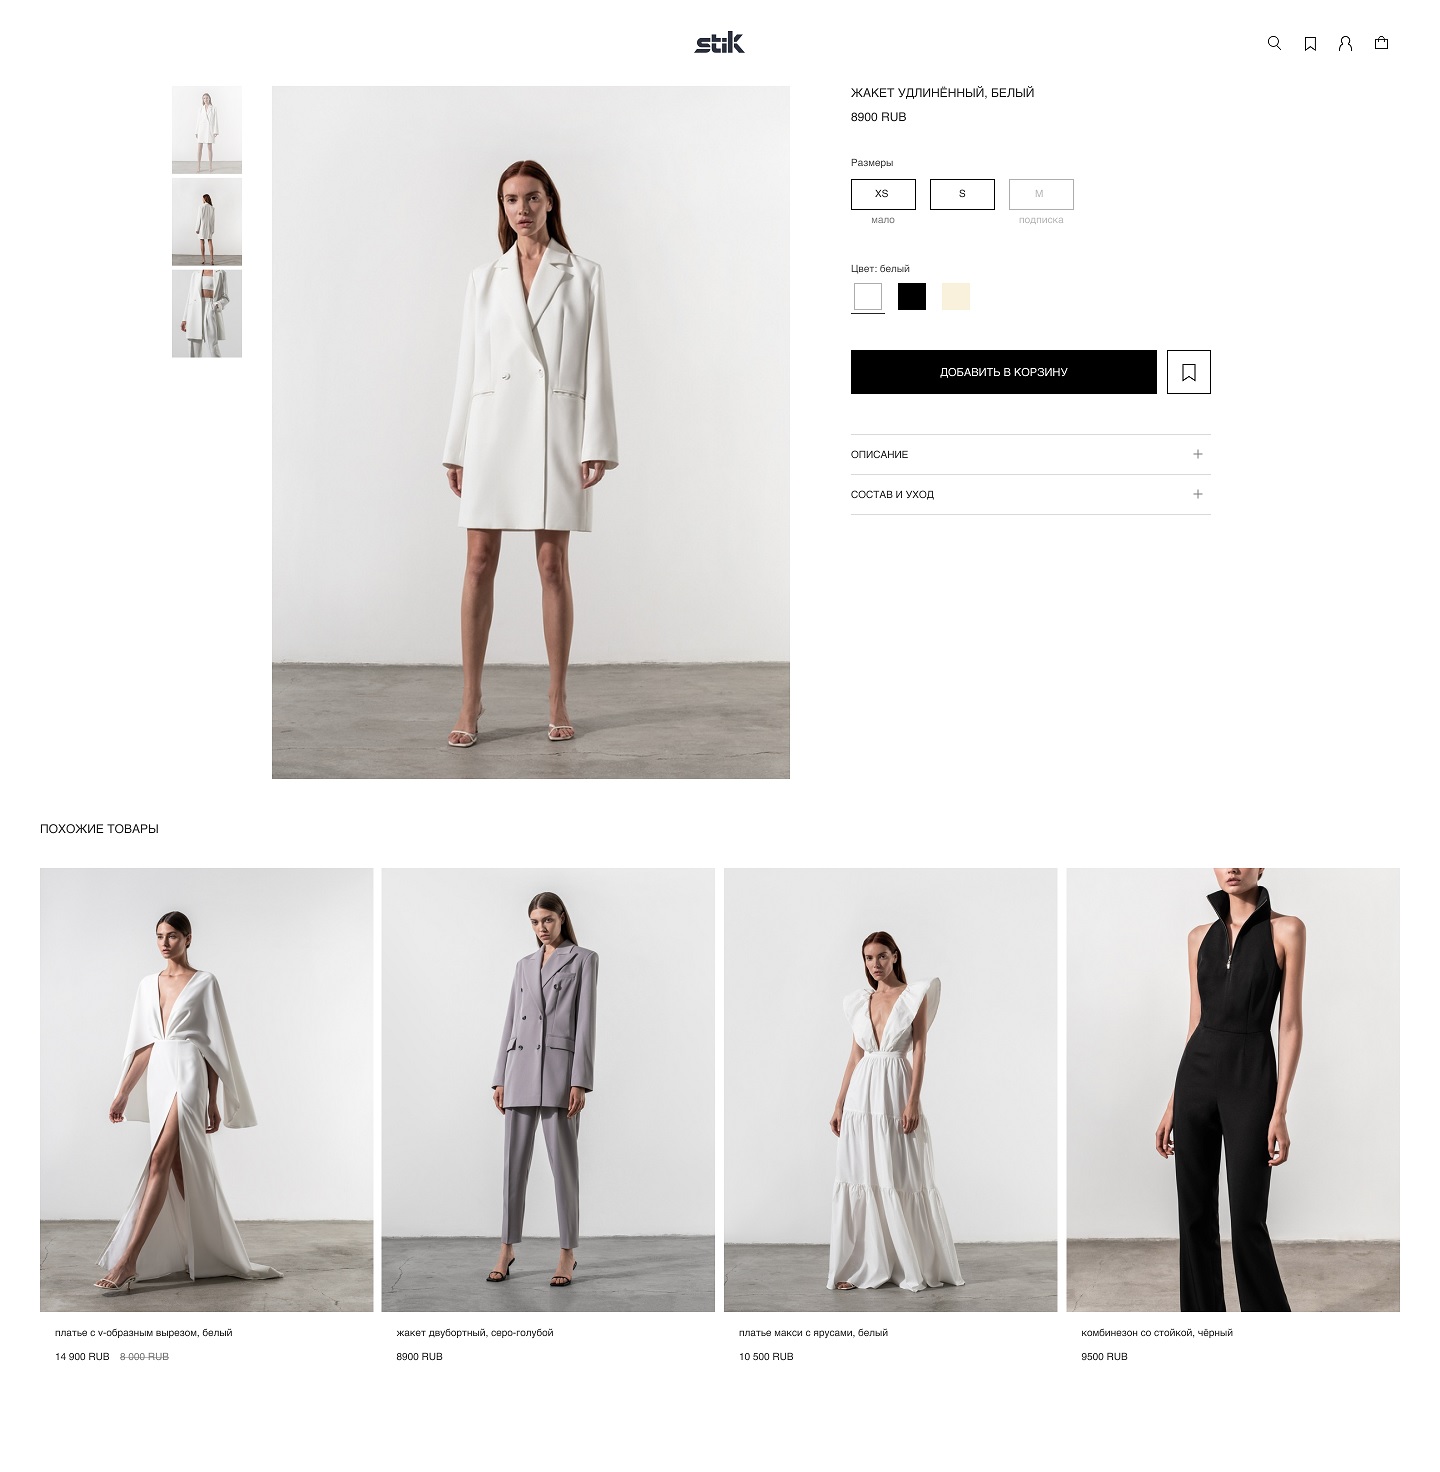 stik
ЖАКЕТ УДЛИНЁННЫЙ, БЕЛЫЙ
8900 RUB
Размеры
XS S M
мало подписка
Цвет: белый
ДОБАВИТЬ В КОРЗИНУ
ОПИСАНИЕ +
СОСТАВ И УХОД +
ПОХОЖИЕ ТОВАРЫ
платье с v-образным вырезом, белый
14 900 RUB 8 000 RUB
жакет двубортный, серо-голубой
8900 RUB
платье макси с ярусами, белый
10 500 RUB
комбинезон со стойкой, чёрный
9500 RUB